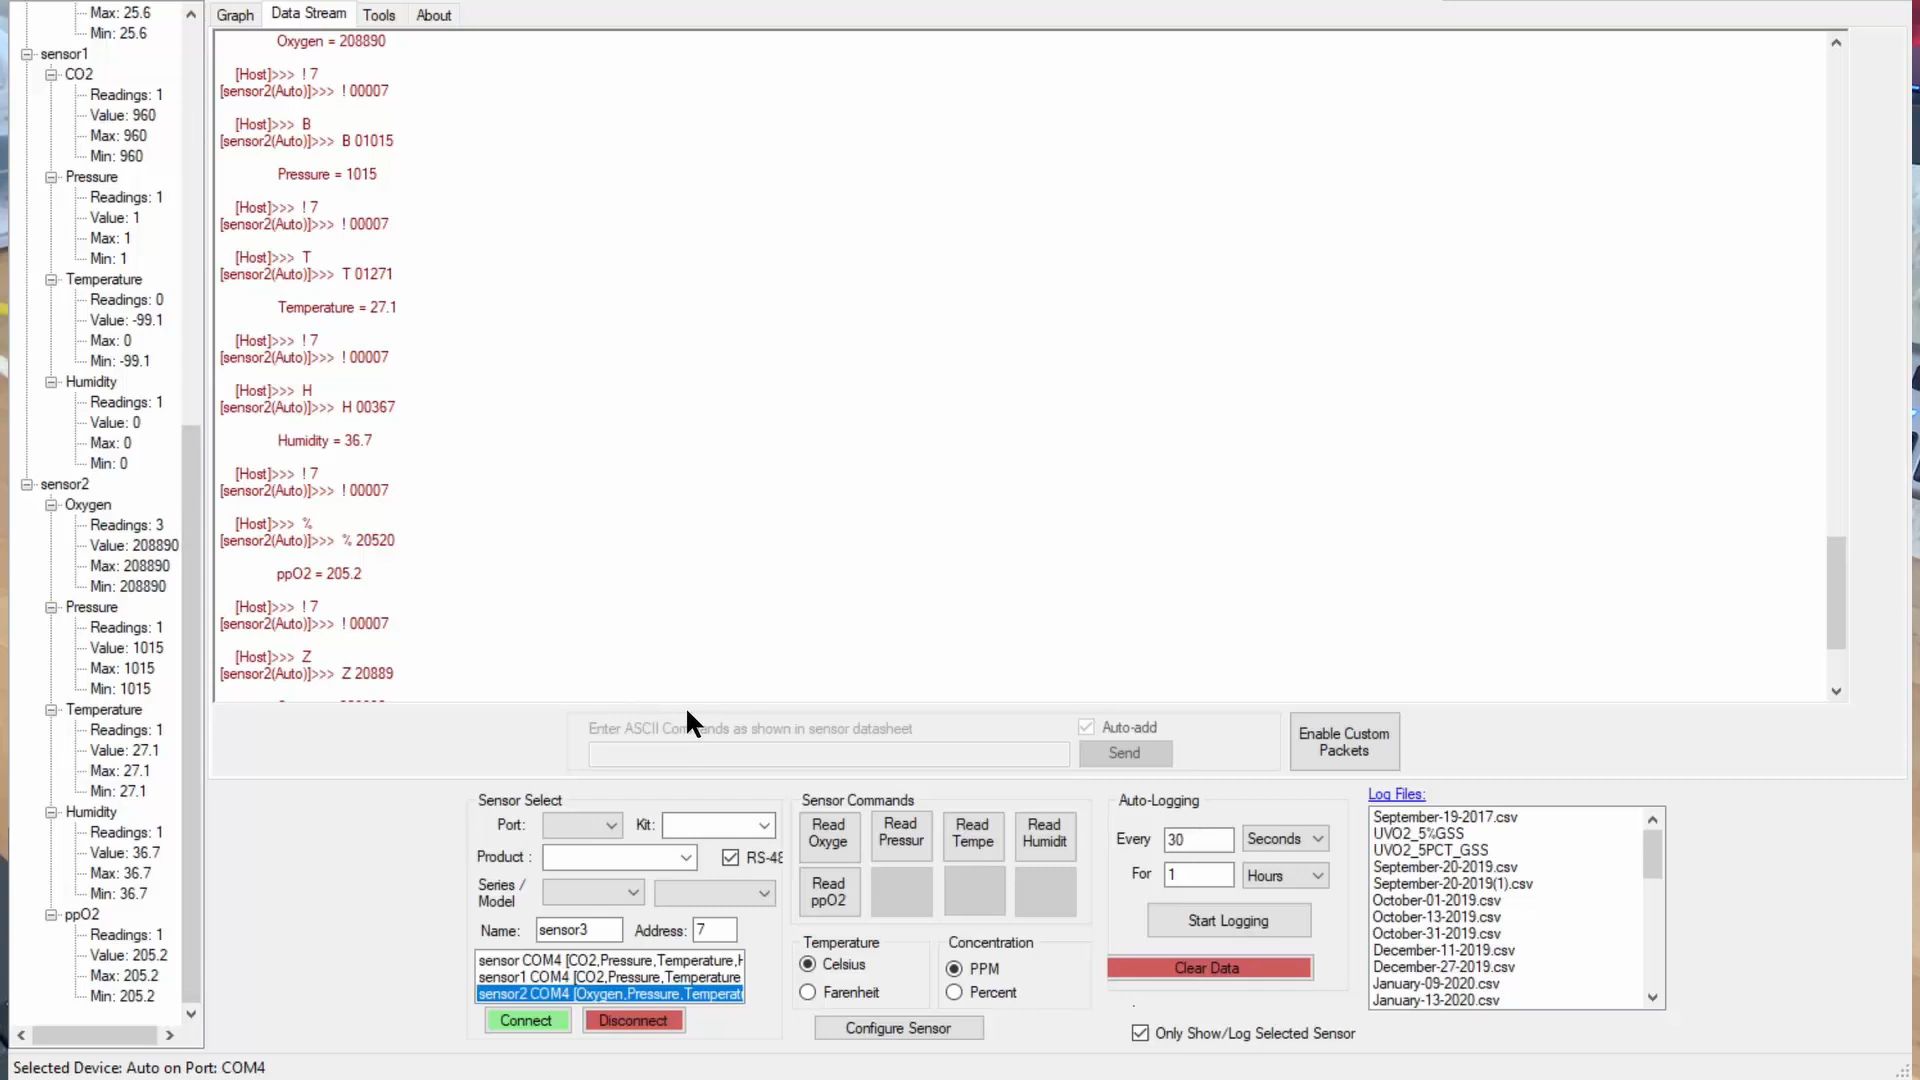 Max: 25.6
Min: 25.6
sensor1
CO2
Readings: 1
Value: 960
Max: 960
Min: 960
Pressure
Readings: 1
Value: 1
Max: 1
Min: 1
Temperature
Readings: 0
Value: -99.1
Max: 0
Min: -99.1
Humidity
Readings: 1
Value: 0
Max: 0
Min: 0
sensor2
Oxygen
Readings: 3
Value: 208890
Max: 208890
Min: 208890
Pressure
Readings: 1
Value: 1015
Max: 1015
Min: 1015
Temperature
Readings: 1
Value: 27.1
Max: 27.1
Min: 27.1
Humidity
Readings: 1
Value: 36.7
Max: 36.7
Min: 36.7
ppO2
Readings: 1
Value: 205.2
Max: 205.2
Min: 205.2
Graph Data Stream Tools About
Oxygen = 208890
[Host]>>> ! 7
[sensor2(Auto)]>>> ! 00007
[Host]>>> B
[sensor2(Auto)]>>> B 01015
Pressure = 1015
[Host]>>> ! 7
[sensor2(Auto)]>>> ! 00007
[Host]>>> T
[sensor2(Auto)]>>> T 01271
Temperature = 27.1
[Host]>>> ! 7
[sensor2(Auto)]>>> ! 00007
[Host]>>> H
[sensor2(Auto)]>>> H 00367
Humidity = 36.7
[Host]>>> ! 7
[sensor2(Auto)]>>> ! 00007
[Host]>>> %
[sensor2(Auto)]>>> % 20520
ppO2 = 205.2
[Host]>>> ! 7
[sensor2(Auto)]>>> ! 00007
[Host]>>> Z
[sensor2(Auto)]>>> Z 20889
Enter ASCII Commands as shown in sensor datasheet
Auto-add
Send
Enable Custom
Packets
Sensor Select
Port: Kit:
Product : RS-48
Series /
Model
Name: sensor3 Address: 7
sensor COM4 [CO2,Pressure,Temperature,H
sensor1 COM4 [CO2,Pressure,Temperature
sensor2 COM4 [Oxygen,Pressure,Temperatu
Connect Disconnect
Sensor Commands
Read
Oxyge
Read
Pressur
Read
Tempe
Read
Humidit
Read
ppO2
Temperature
Celsius
Farenheit
Concentration
PPM
Percent
Configure Sensor
Auto-Logging
Every 30 Seconds
For 1 Hours
Start Logging
Clear Data
Only Show/Log Selected Sensor
Log Files:
September-19-2017.csv
UVO2_5%GSS
UVO2_5PCT_GSS
September-20-2019.csv
September-20-2019(1).csv
October-01-2019.csv
October-13-2019.csv
October-31-2019.csv
December-11-2019.csv
December-27-2019.csv
January-09-2020.csv
January-13-2020.csv
Selected Device: Auto on Port: COM4